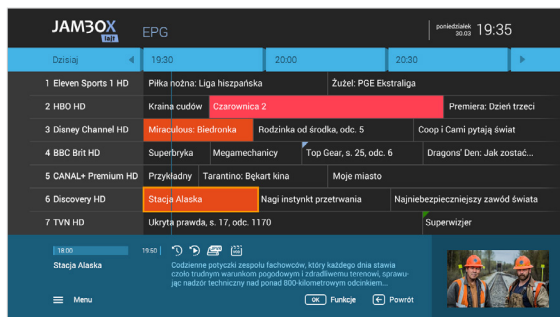 JAMBOX
lajt
EPG
poniedziałek
30.03
19:35
Dzisiaj 19:30 20:00 20:30
1 Eleven Sports 1 HD Piłka nożna: Liga hiszpańska Żużel: PGE Ekstraliga
2 HBO HD Kraina cudów Czarownica 2 Premiera: Dzień trzeci
3 Disney Channel HD Miraculous: Biedronka Rodzinka od środka, odc. 5 Coop i Cami pytają świat
4 BBC Brit HD Superbryka Megamechanicy Top Gear, s. 25, odc. 6 Dragons' Den: Jak zostać...
5 CANAL+ Premium HD Przykładny Tarantino: Bękart kina Moje miasto
6 Discovery HD Stacja Alaska Nagi instynkt przetrwania Najniebezpieczniejszy zawód świata
7 TVN HD Ukryta prawda, s. 17, odc. 1170 Superwizjer
18:00 19:50
Stacja Alaska
Codzienne potyczki zespołu fachowców, który każdego dnia stawia
czoło trudnym warunkom pogodowym i zdradliwemu terenowi, sprawu-
jąc nadzór techniczny nad ponad 800-kilometrowym odcinkiem...
Menu OK Funkcje Powrót